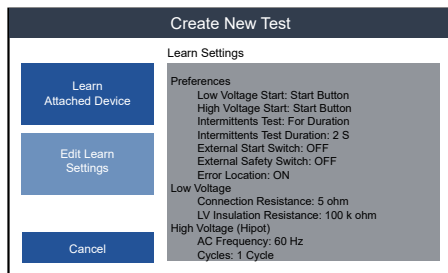 Create New Test
Learn Settings
Learn
Attached Device
Edit Learn
Settings
Cancel
Preferences
Low Voltage Start: Start Button
High Voltage Start: Start Button
Intermittents Test: For Duration
Intermittents Test Duration: 2 S
External Start Switch: OFF
External Safety Switch: OFF
Error Location: ON
Low Voltage
Connection Resistance: 5 ohm
LV Insulation Resistance: 100 k ohm
High Voltage (Hipot)
AC Frequency: 60 Hz
Cycles: 1 Cycle